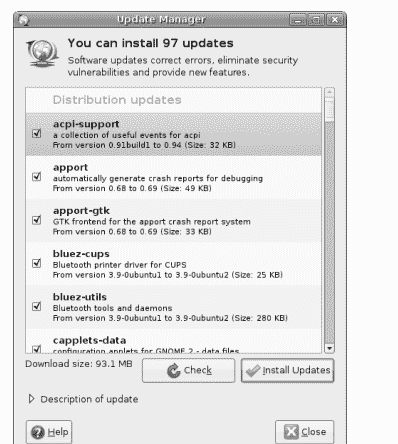 Update Manager
You can install 97 updates
Software updates correct errors, eliminate security
vulnerabilities and provide new features.
Distribution updates
acpi-support
a collection of useful events for acpi
From version 0.91build1 to 0.94 (Size: 32 KB)
apport
automatically generate crash reports for debugging
From version 0.68 to 0.69 (Size: 49 KB)
apport-gtk
GTK frontend for the apport crash report system
From version 0.68 to 0.69 (Size: 33 KB)
bluez-cups
Bluetooth printer driver for CUPS
From version 3.9-0ubuntu1 to 3.9-0ubuntu2 (Size: 25 KB)
bluez-utils
Bluetooth tools and daemons
From version 3.9-0ubuntu1 to 3.9-0ubuntu2 (Size: 280 KB)
capplets-data
configuration applets for GNOME 2 - data files
Download size: 93.1 MB
Check
Install Updates
Description of update
Help
Close